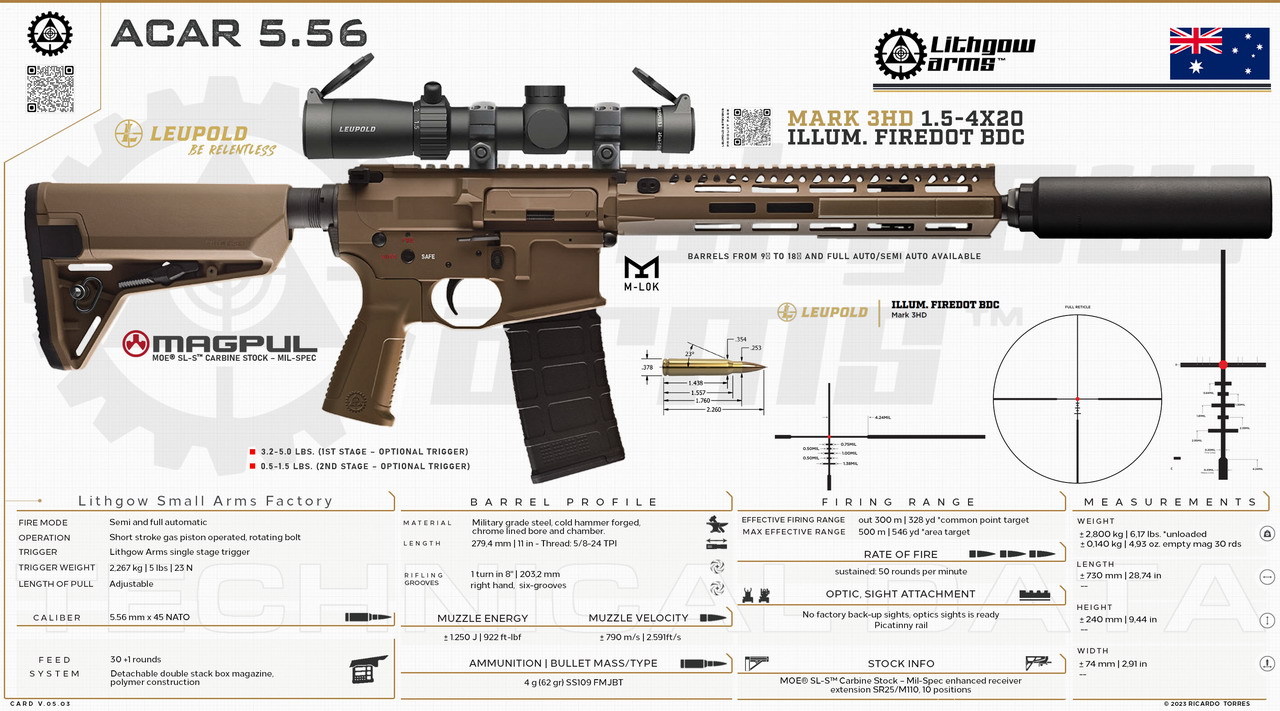 ACAR 5.56
Lithgow
arms™
LEUPOLD
BE RELENTLESS
LEUPOLD
MARK 3HD 1.5-4X20
ILLUM. FIREDOT BDC
SAFE
M-LOK
BARRELS FROM 9▯ TO 18▯ AND FULL AUTO/SEMI AUTO AVAILABLE
MAGPUL
MOE® SL-S™ CARBINE STOCK – MIL-SPEC
LEUPOLD
ILLUM. FIREDOT BDC
Mark 3HD
FULL RETICLE
.354
.253
23°
.378
1.438
1.557
1.760
2.260
4.24MIL
0.75MIL
0.50MIL
1.00MIL
0.50MIL
1.38MIL
3.2–5.0 LBS. (1ST STAGE – OPTIONAL TRIGGER)
0.5–1.5 LBS. (2ND STAGE – OPTIONAL TRIGGER)
TECHNICAL DATA
Lithgow Small Arms Factory
FIRE MODE Semi and full automatic
OPERATION Short stroke gas piston operated, rotating bolt
TRIGGER Lithgow Arms single stage trigger
TRIGGER WEIGHT 2,267 kg | 5 lbs | 23 N
LENGTH OF PULL Adjustable
CALIBER 5.56 mm x 45 NATO
FEED SYSTEM
30 +1 rounds
Detachable double stack box magazine,
polymer construction
BARREL PROFILE
MATERIAL Military grade steel, cold hammer forged,
chrome lined bore and chamber.
LENGTH 279,4 mm | 11 in - Thread: 5/8-24 TPI
RIFLING
GROOVES
1 turn in 8" | 203,2 mm
right hand, six-grooves
MUZZLE ENERGY
± 1.250 J | 922 ft-lbf
MUZZLE VELOCITY
± 790 m/s | 2.591ft/s
AMMUNITION | BULLET MASS/TYPE
4 g (62 gr) SS109 FMJBT
FIRING RANGE
EFFECTIVE FIRING RANGE out 300 m | 328 yd *common point target
MAX EFFECTIVE RANGE 500 m | 546 yd *area target
RATE OF FIRE
sustained: 50 rounds per minute
OPTIC, SIGHT ATTACHMENT
No factory back-up sights, optics sights is ready
Picatinny rail
STOCK INFO
MOE® SL-S™ Carbine Stock – Mil-Spec enhanced receiver
extension SR25/M110, 10 positions
MEASUREMENTS
WEIGHT
± 2,800 kg | 6,17 lbs. *unloaded
± 0,140 kg | 4,93 oz. empty mag 30 rds
LENGTH
± 730 mm | 28,74 in
--
HEIGHT
± 240 mm | 9,44 in
--
WIDTH
± 74 mm | 2,91 in
--
CARD V.05.03
© 2023 RICARDO TORRES